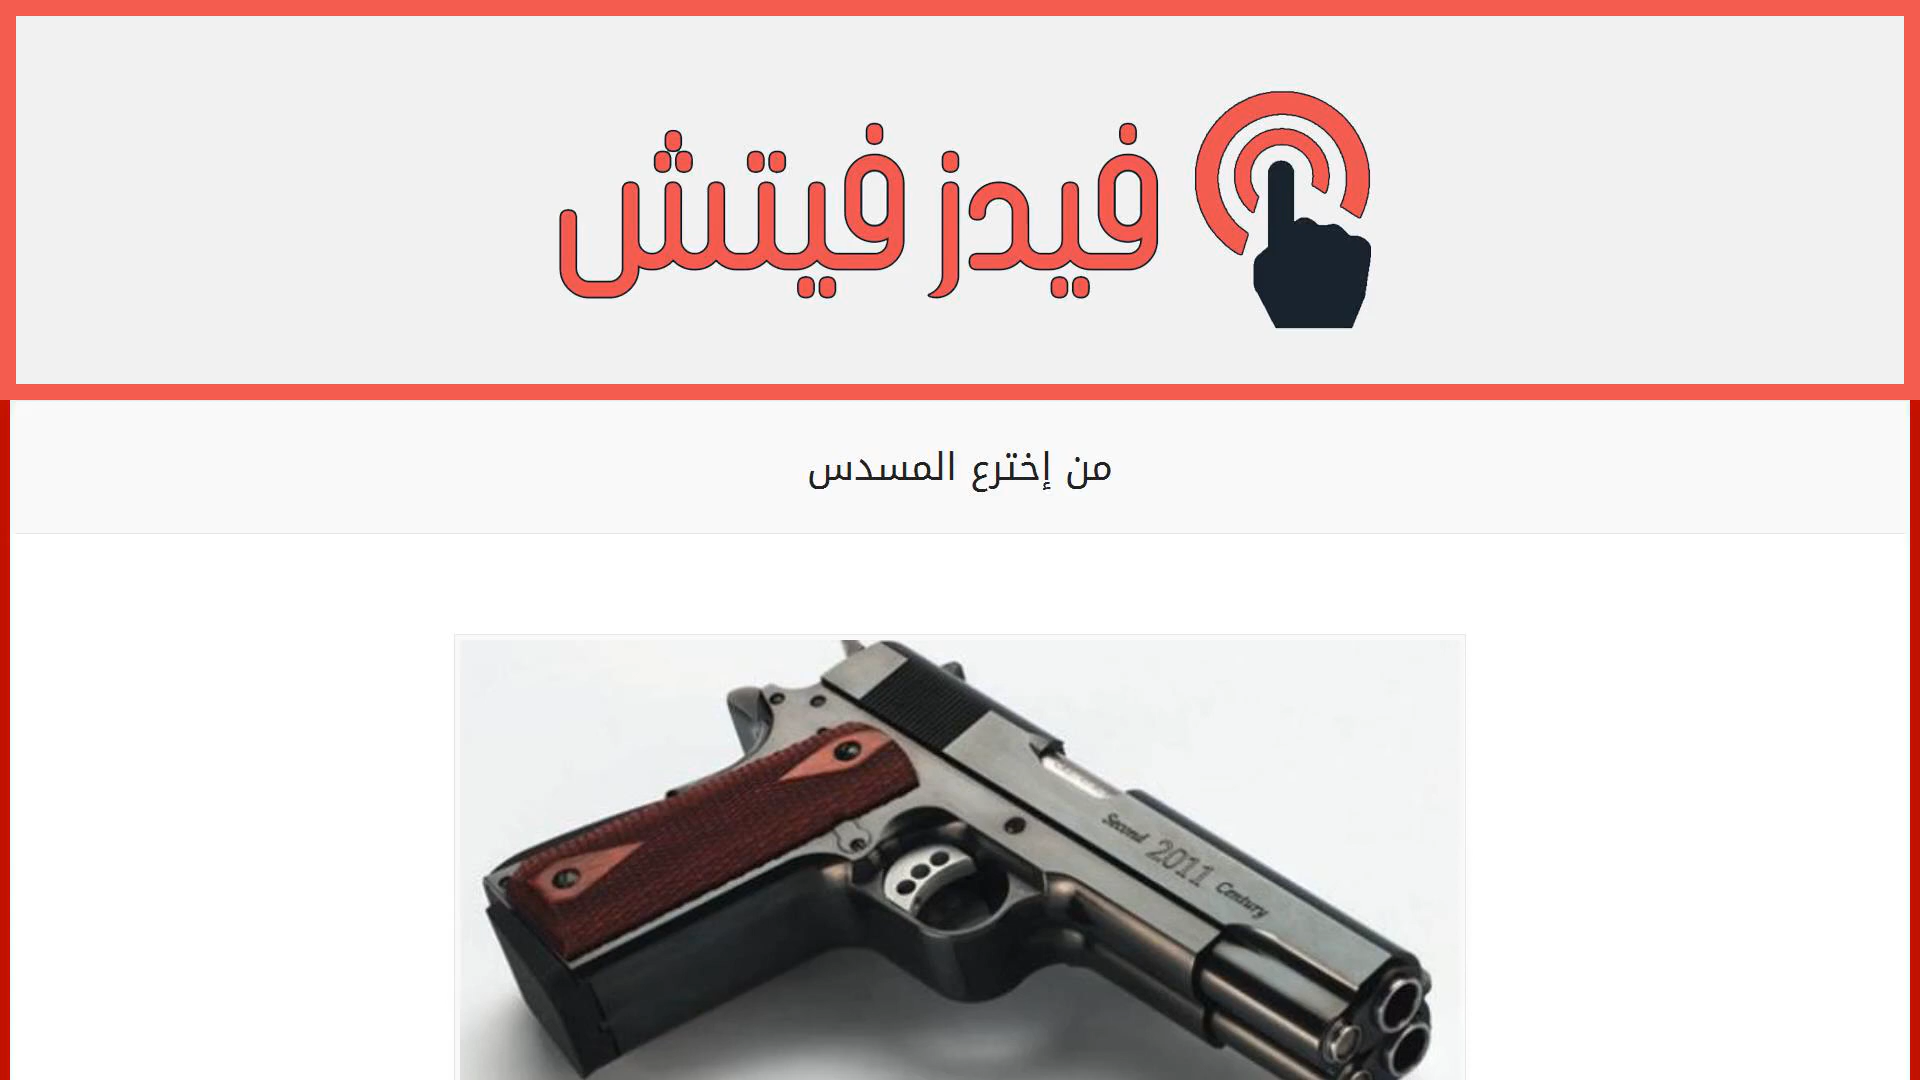 فيدز فيتش
من إخترع المسدس
Second 2011 Century